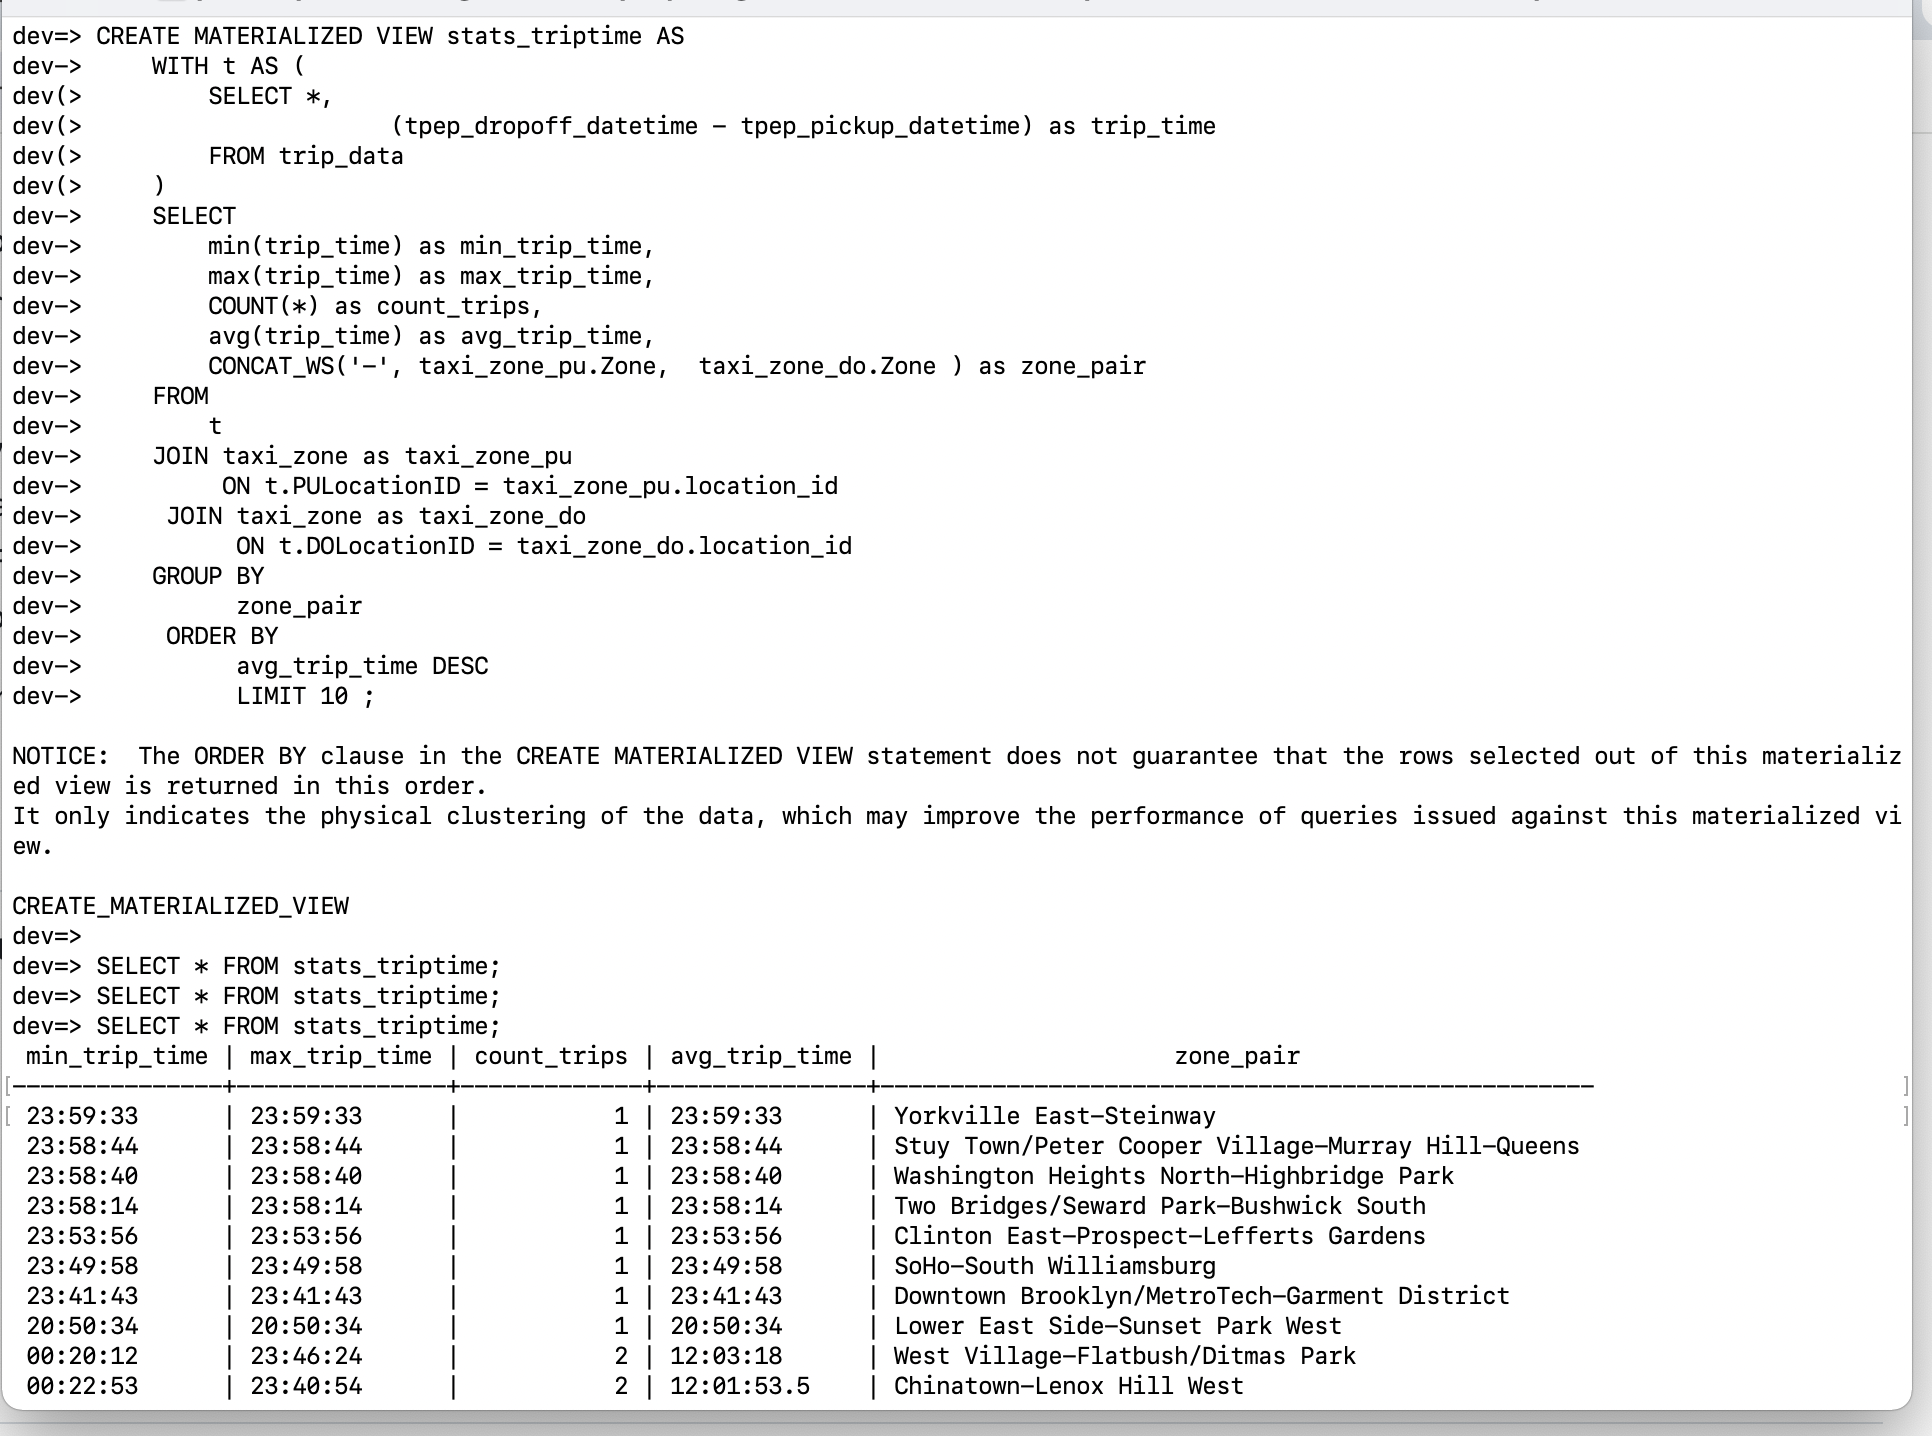 dev=> CREATE MATERIALIZED VIEW stats_triptime AS
dev->     WITH t AS (
dev(>         SELECT *,
dev(>                      (tpep_dropoff_datetime - tpep_pickup_datetime) as trip_time
dev(>         FROM trip_data
dev(>     )
dev->     SELECT
dev->         min(trip_time) as min_trip_time,
dev->         max(trip_time) as max_trip_time,
dev->         COUNT(*) as count_trips,
dev->         avg(trip_time) as avg_trip_time,
dev->         CONCAT_WS('-', taxi_zone_pu.Zone,  taxi_zone_do.Zone ) as zone_pair
dev->     FROM
dev->         t
dev->     JOIN taxi_zone as taxi_zone_pu
dev->          ON t.PULocationID = taxi_zone_pu.location_id
dev->      JOIN taxi_zone as taxi_zone_do
dev->           ON t.DOLocationID = taxi_zone_do.location_id
dev->     GROUP BY
dev->           zone_pair
dev->      ORDER BY
dev->           avg_trip_time DESC
dev->           LIMIT 10 ;
NOTICE:  The ORDER BY clause in the CREATE MATERIALIZED VIEW statement does not guarantee that the rows selected out of this materializ
ed view is returned in this order.
It only indicates the physical clustering of the data, which may improve the performance of queries issued against this materialized vi
ew.
CREATE_MATERIALIZED_VIEW
dev=>
dev=> SELECT * FROM stats_triptime;
dev=> SELECT * FROM stats_triptime;
dev=> SELECT * FROM stats_triptime;
 min_trip_time | max_trip_time | count_trips | avg_trip_time |                     zone_pair
[---------------+---------------+-------------+---------------+---------------------------------------------------]
[ 23:59:33      | 23:59:33      |           1 | 23:59:33      | Yorkville East-Steinway ]
 23:58:44      | 23:58:44      |           1 | 23:58:44      | Stuy Town/Peter Cooper Village-Murray Hill-Queens
 23:58:40      | 23:58:40      |           1 | 23:58:40      | Washington Heights North-Highbridge Park
 23:58:14      | 23:58:14      |           1 | 23:58:14      | Two Bridges/Seward Park-Bushwick South
 23:53:56      | 23:53:56      |           1 | 23:53:56      | Clinton East-Prospect-Lefferts Gardens
 23:49:58      | 23:49:58      |           1 | 23:49:58      | SoHo-South Williamsburg
 23:41:43      | 23:41:43      |           1 | 23:41:43      | Downtown Brooklyn/MetroTech-Garment District
 20:50:34      | 20:50:34      |           1 | 20:50:34      | Lower East Side-Sunset Park West
 00:20:12      | 23:46:24      |           2 | 12:03:18      | West Village-Flatbush/Ditmas Park
 00:22:53      | 23:40:54      |           2 | 12:01:53.5    | Chinatown-Lenox Hill West